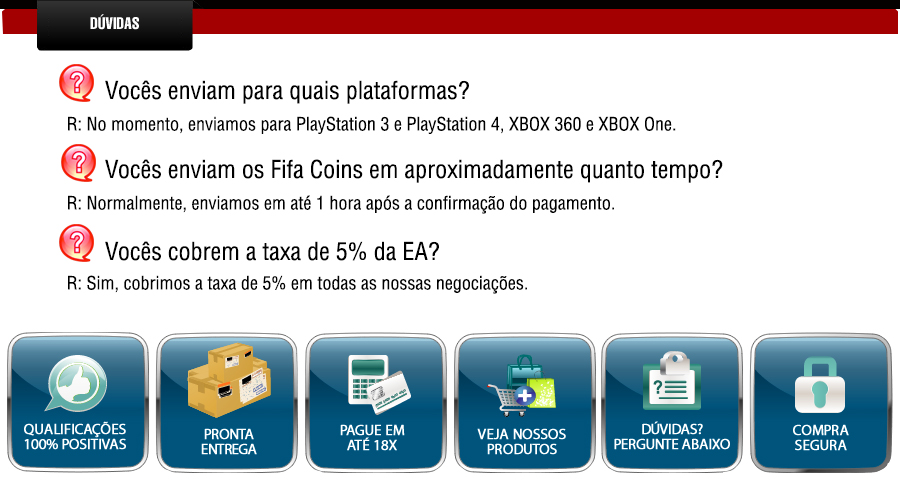 DÚVIDAS
? Vocês enviam para quais plataformas?
R: No momento, enviamos para PlayStation 3 e PlayStation 4, XBOX 360 e XBOX One.
? Vocês enviam os Fifa Coins em aproximadamente quanto tempo?
R: Normalmente, enviamos em até 1 hora após a confirmação do pagamento.
? Vocês cobrem a taxa de 5% da EA?
R: Sim, cobrimos a taxa de 5% em todas as nossas negociações.
QUALIFICAÇÕES
100% POSITIVAS
PRONTA
ENTREGA
PAGUE EM
ATÉ 18X
VEJA NOSSOS
PRODUTOS
?
DÚVIDAS?
PERGUNTE ABAIXO
COMPRA
SEGURA